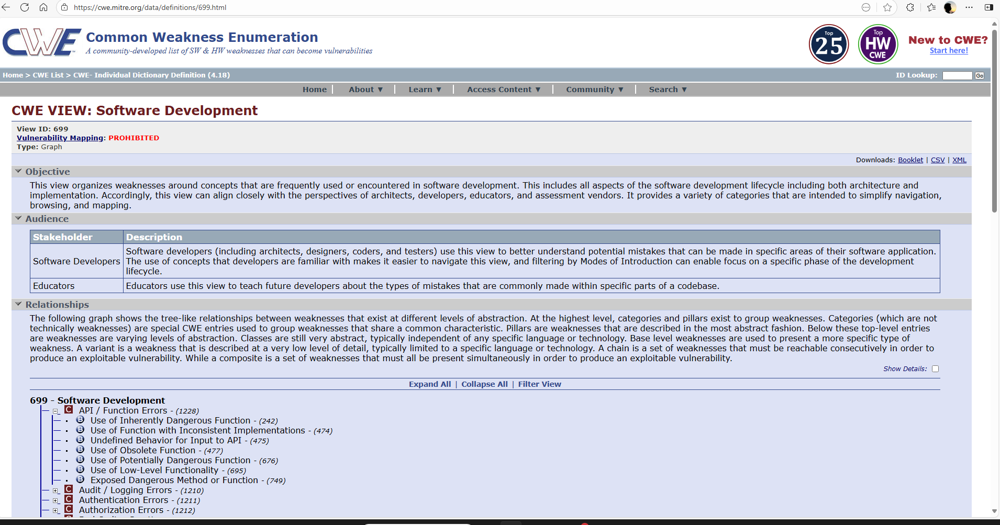 https://cwe.mitre.org/data/definitions/699.html
CWE
Common Weakness Enumeration
A community-developed list of SW & HW weaknesses that can become vulnerabilities
Top
25
Top
HW
CWE
New to CWE?
Start here!
Home > CWE List > CWE- Individual Dictionary Definition (4.18)
ID Lookup:
Go
Home
About ▼
Learn ▼
Access Content ▼
Community ▼
Search ▼
CWE VIEW: Software Development
View ID: 699
Vulnerability Mapping: PROHIBITED
Type: Graph
Downloads: Booklet | CSV | XML
Objective
This view organizes weaknesses around concepts that are frequently used or encountered in software development. This includes all aspects of the software development lifecycle including both architecture and
implementation. Accordingly, this view can align closely with the perspectives of architects, developers, educators, and assessment vendors. It provides a variety of categories that are intended to simplify navigation,
browsing, and mapping.
Audience
Stakeholder
Description
Software Developers
Software developers (including architects, designers, coders, and testers) use this view to better understand potential mistakes that can be made in specific areas of their software application.
The use of concepts that developers are familiar with makes it easier to navigate this view, and filtering by Modes of Introduction can enable focus on a specific phase of the development
lifecycle.
Educators
Educators use this view to teach future developers about the types of mistakes that are commonly made within specific parts of a codebase.
Relationships
The following graph shows the tree-like relationships between weaknesses that exist at different levels of abstraction. At the highest level, categories and pillars exist to group weaknesses. Categories (which are not
technically weaknesses) are special CWE entries used to group weaknesses that share a common characteristic. Pillars are weaknesses that are described in the most abstract fashion. Below these top-level entries
are weaknesses are varying levels of abstraction. Classes are still very abstract, typically independent of any specific language or technology. Base level weaknesses are used to present a more specific type of
weakness. A variant is a weakness that is described at a very low level of detail, typically limited to a specific language or technology. A chain is a set of weaknesses that must be reachable consecutively in order to
produce an exploitable vulnerability. While a composite is a set of weaknesses that must all be present simultaneously in order to produce an exploitable vulnerability.
Show Details:
Expand All | Collapse All | Filter View
699 - Software Development
C API / Function Errors - (1228)
B Use of Inherently Dangerous Function - (242)
B Use of Function with Inconsistent Implementations - (474)
B Undefined Behavior for Input to API - (475)
B Use of Obsolete Function - (477)
B Use of Potentially Dangerous Function - (676)
B Use of Low-Level Functionality - (695)
B Exposed Dangerous Method or Function - (749)
C Audit / Logging Errors - (1210)
C Authentication Errors - (1211)
C Authorization Errors - (1212)